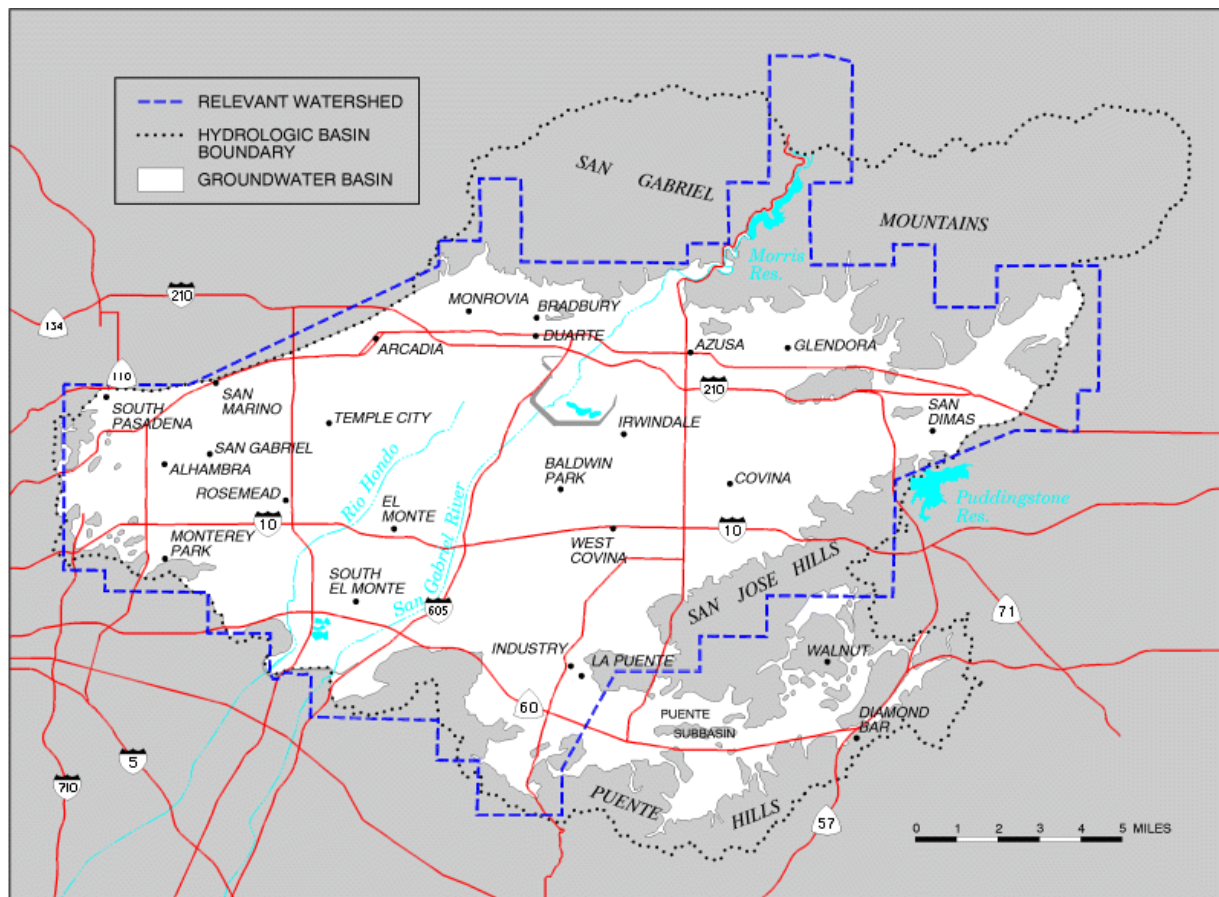 RELEVANT WATERSHED
HYDROLOGIC BASIN
BOUNDARY
GROUNDWATER BASIN
SAN GABRIEL
MOUNTAINS
Morris
Res.
210
134
MONROVIA
BRADBURY
DUARTE
ARCADIA
AZUSA
GLENDORA
110
SOUTH
PASADENA
SAN
MARINO
210
TEMPLE CITY
IRWINDALE
SAN
DIMAS
SAN GABRIEL
ALHAMBRA
ROSEMEAD
Rio Hondo
EL
MONTE
San Gabriel River
BALDWIN
PARK
COVINA
Puddingstone
Res.
10
10
MONTEREY
PARK
WEST
COVINA
SOUTH
EL MONTE
605
SAN JOSE HILLS
71
INDUSTRY
LA PUENTE
WALNUT
60
PUENTE
SUBBASIN
DIAMOND
BAR
5
710
PUENTE HILLS
57
0 1 2 3 4 5 MILES